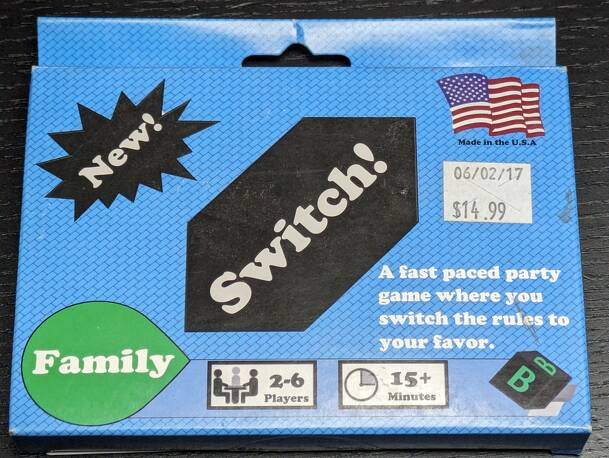 New!
Made in the U.S.A
06/02/17
$14.99
Switch!
A fast paced party
game where you
switch the rules to
your favor.
Family
2-6
Players
15+
Minutes
B
B